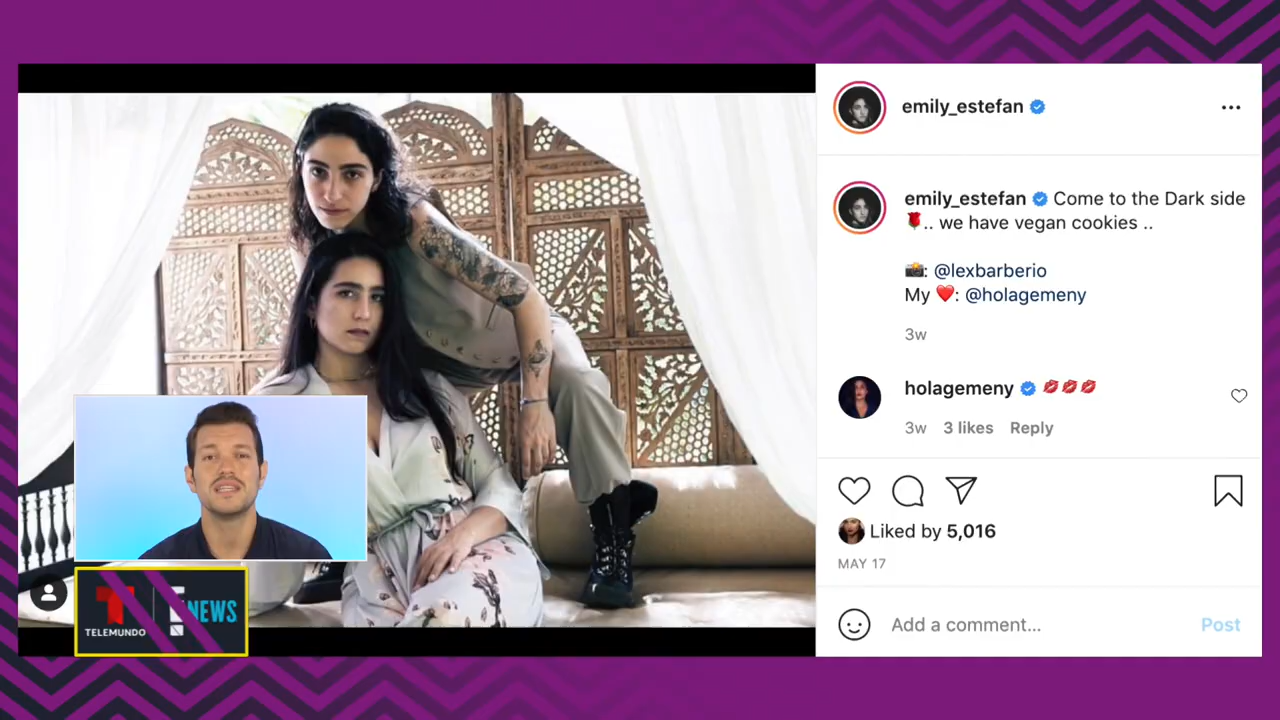 emily_estefan
emily_estefan Come to the Dark side
🌹.. we have vegan cookies ..
📸: @lexbarberio
My ❤️: @holagemeny
3w
holagemeny 💋💋💋
3w 3 likes Reply
Liked by 5,016
MAY 17
Add a comment... Post
TELEMUNDO
E NEWS